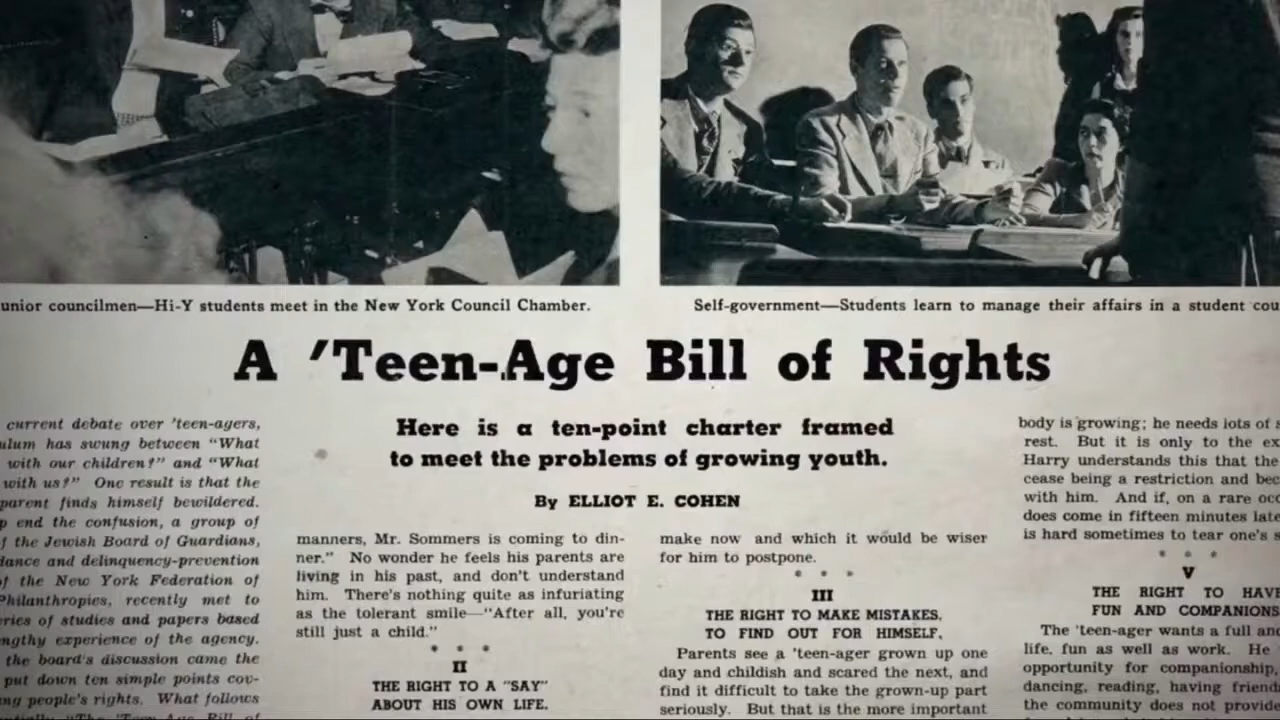 unior councilmen—Hi-Y students meet in the New York Council Chamber.
Self-government—Students learn to manage their affairs in a student cou
A 'Teen-Age Bill of Rights
Here is a ten-point charter framed
to meet the problems of growing youth.
By ELLIOT E. COHEN
current debate over 'teen-agers,
ulum has swung between "What
with our children?" and "What
with us?" One result is that the
parent finds himself bewildered.
p end the confusion, a group of
f the Jewish Board of Guardians,
dance and delinquency-prevention
of the New York Federation of
Philanthropies, recently met to
ries of studies and papers based
ngthy experience of the agency.
the board's discussion came the
put down ten simple points cov-
ng people's rights. What follows
"The 'Teen-Age Bill of
manners, Mr. Sommers is coming to din-
ner." No wonder he feels his parents are
living in his past, and don't understand
him. There's nothing quite as infuriating
as the tolerant smile—"After all, you're
still just a child."
* * *
II
THE RIGHT TO A "SAY"
ABOUT HIS OWN LIFE.
make now and which it would be wiser
for him to postpone.
* * *
III
THE RIGHT TO MAKE MISTAKES,
TO FIND OUT FOR HIMSELF.
Parents see a 'teen-ager grown up one
day and childish and scared the next, and
find it difficult to take the grown-up part
seriously. But that is the more important
body is growing; he needs lots of s
rest. But it is only to the ex
Harry understands this that the
cease being a restriction and bec
with him. And if, on a rare occ
does come in fifteen minutes late
is hard sometimes to tear one's s
* * *
V
THE RIGHT TO HAVE
FUN AND COMPANIONS
The 'teen-ager wants a full and
life, fun as well as work. He
opportunity for companionship,
dancing, reading, having friend
the community does not provide